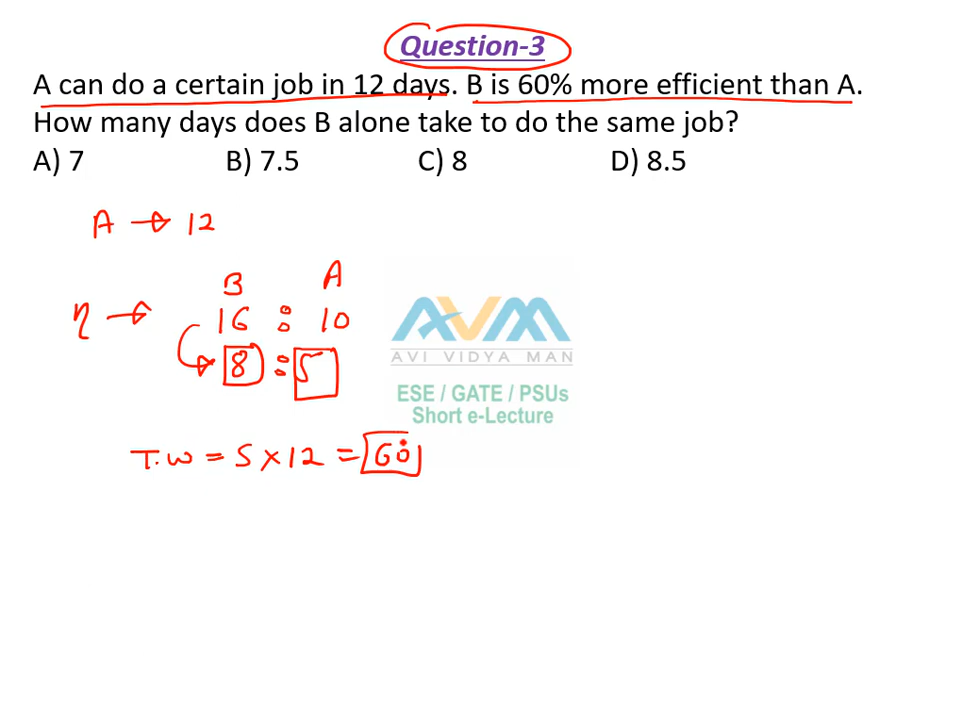 Question-3
A can do a certain job in 12 days. B is 60% more efficient than A.
How many days does B alone take to do the same job?
A) 7 B) 7.5 C) 8 D) 8.5
A → 12
B A
η → 16 : 10
8 : 5
T.W = 5 × 12 = 60
AVM
AVI VIDYA MAN
ESE / GATE / PSUs
Short e-Lecture